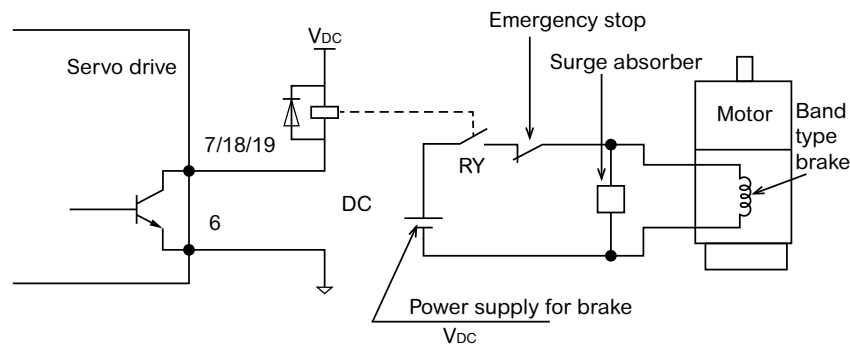 Emergency stop
VDC
Surge absorber
Servo drive
Motor
Band
type
brake
7/18/19
RY
DC
6
Power supply for brake
VDC